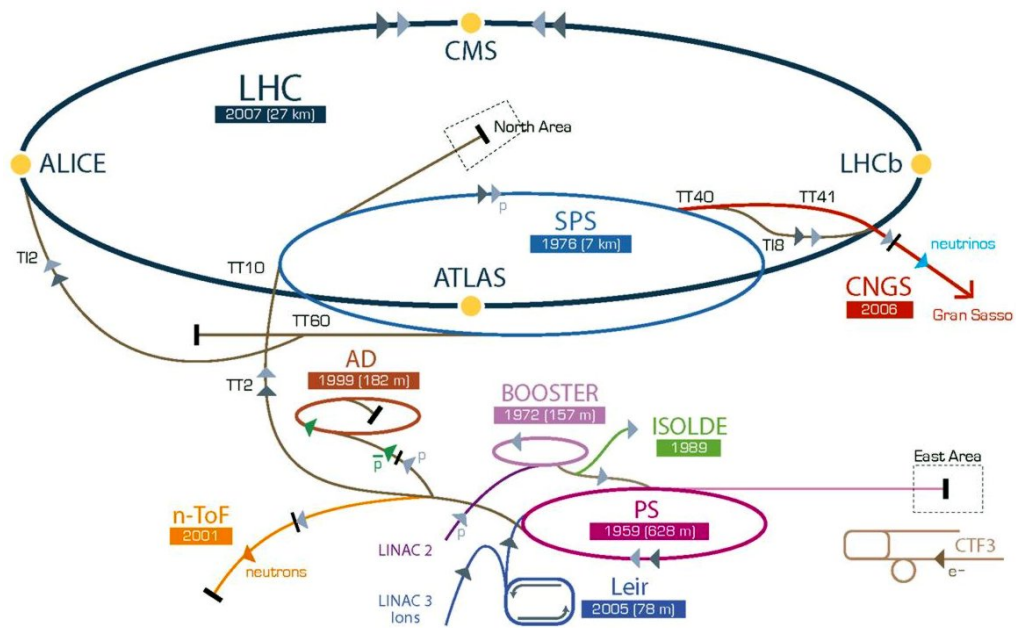 CMS
LHC
2007 (27 km)
North Area
ALICE
LHCb
TT40
TT41
p
SPS
1976 (7 km)
TI8
neutrinos
TI2
TT10
ATLAS
CNGS
2006
Gran Sasso
TT60
AD
1999 (182 m)
TT2
BOOSTER
1972 (157 m)
ISOLDE
1989
East Area
p̅
p
n-ToF
2001
PS
1959 (628 m)
p
LINAC 2
neutrons
CTF3
e-
Leir
2005 (78 m)
LINAC 3
Ions